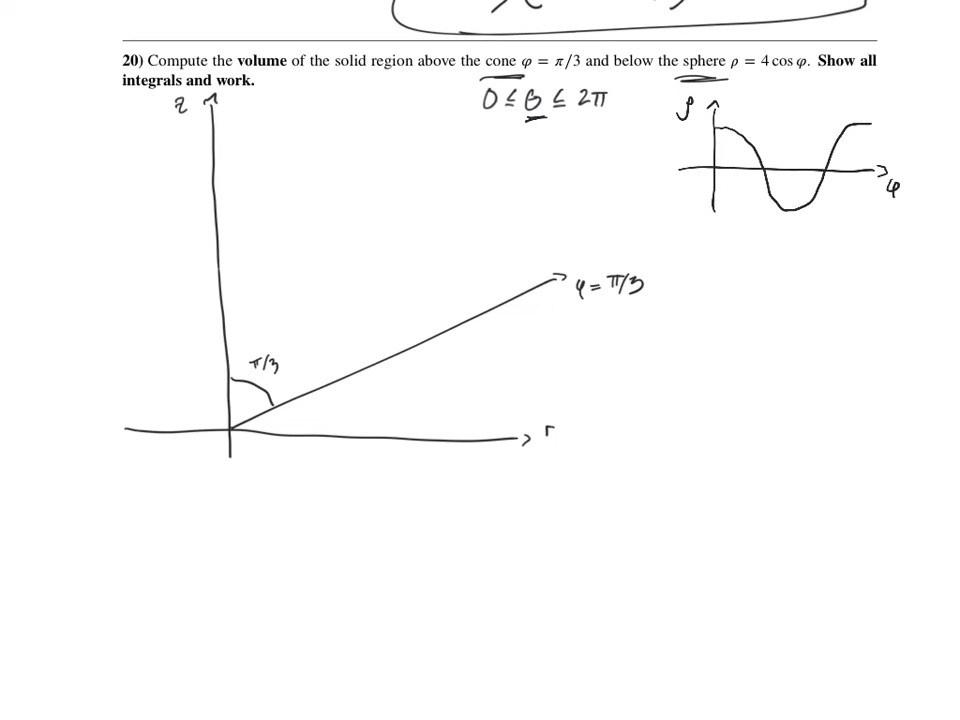 20) Compute the volume of the solid region above the cone φ = π/3 and below the sphere ρ = 4 cos φ. Show all
integrals and work.
0 ≤ θ ≤ 2π
z
ρ
φ
φ = π/3
π/3
r